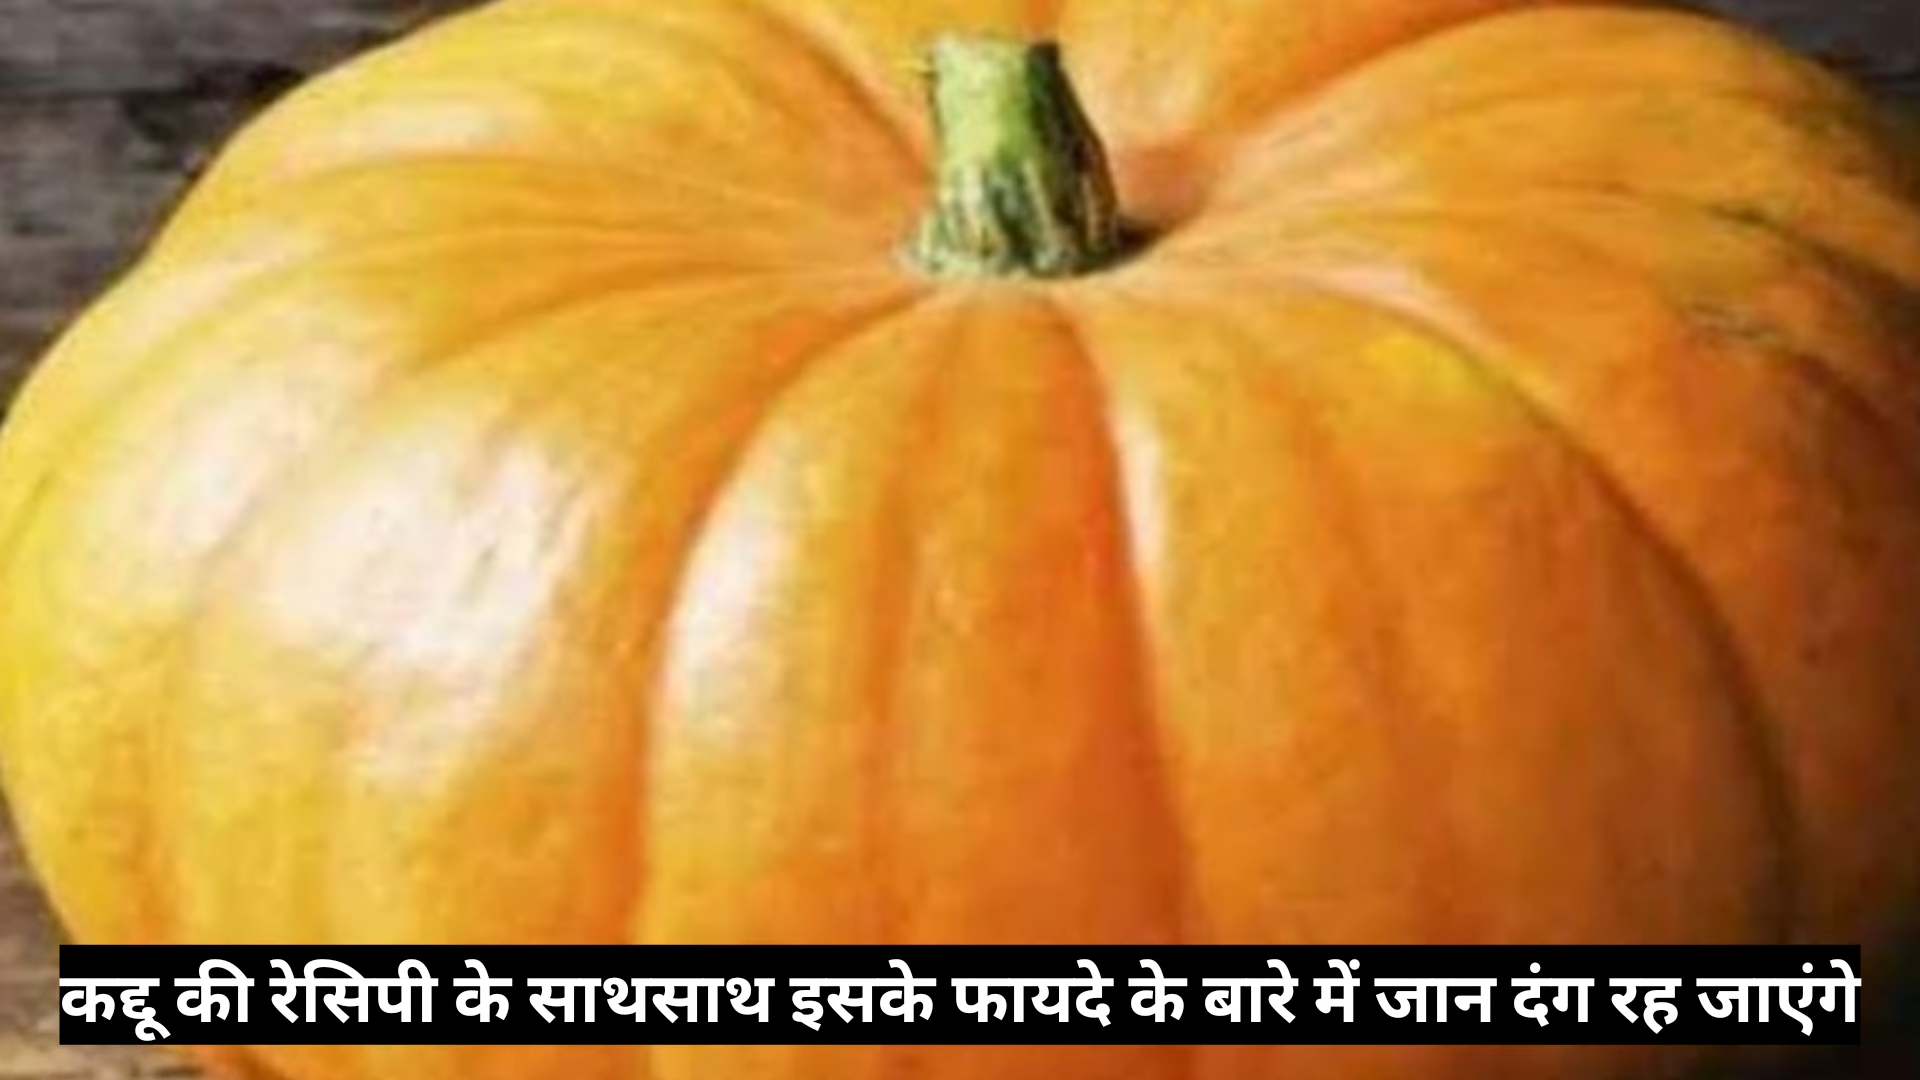 कद्दू की रेसिपी के साथसाथ इसके फायदे के बारे में जान दंग रह जाएंगे